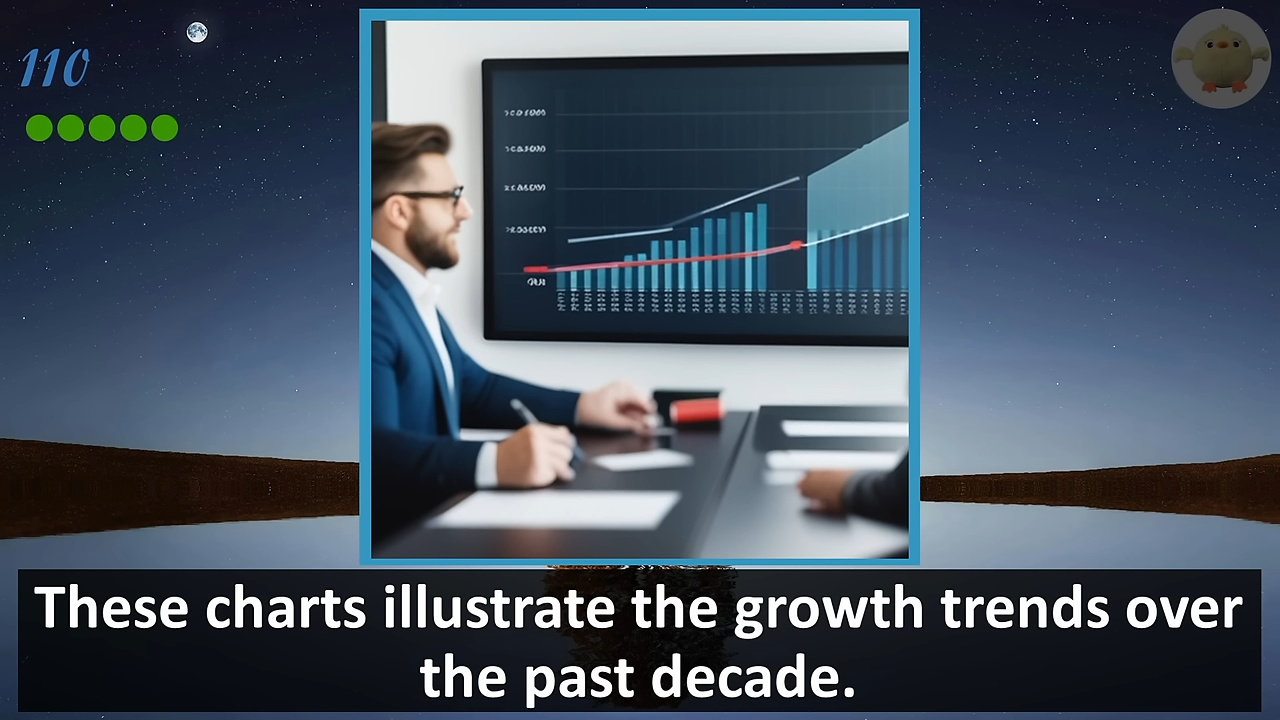 110
These charts illustrate the growth trends over
the past decade.